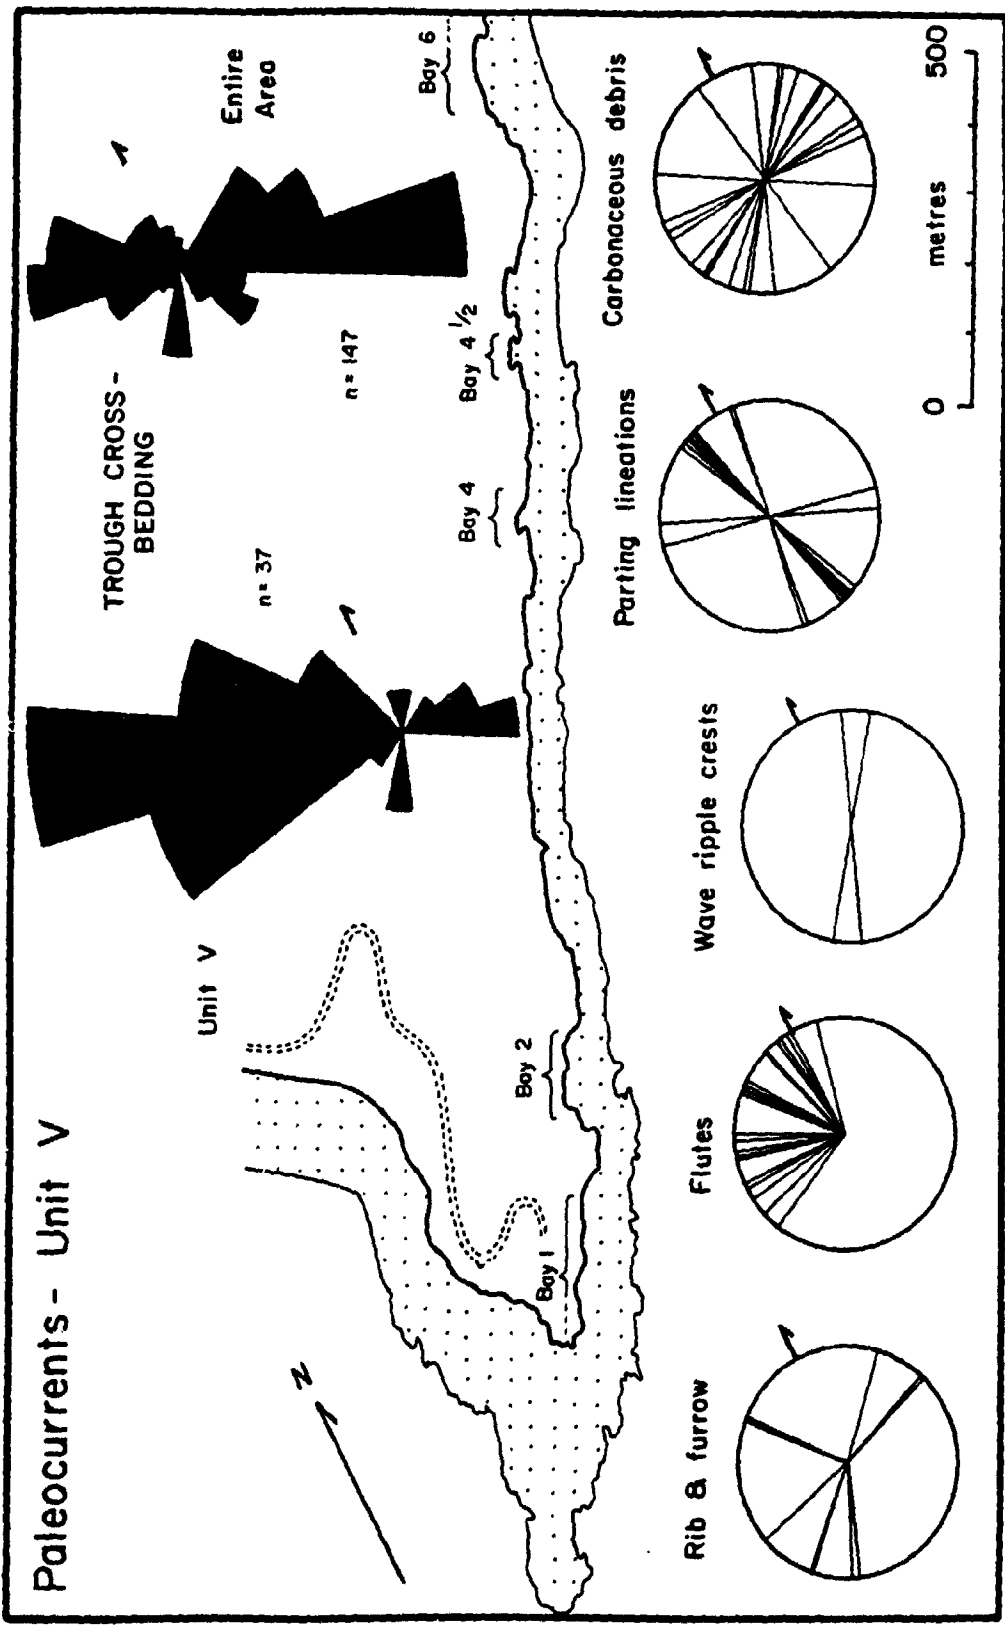 Paleocurrents - Unit V
N
Unit V
TROUGH CROSS-
BEDDING
n= 37
n= 147
Entire
Area
Bay 1
Bay 2
Bay 4
Bay 4 1/2
Bay 6
Rib & furrow
Flutes
Wave ripple crests
Parting lineations
Carbonaceous debris
0 metres 500